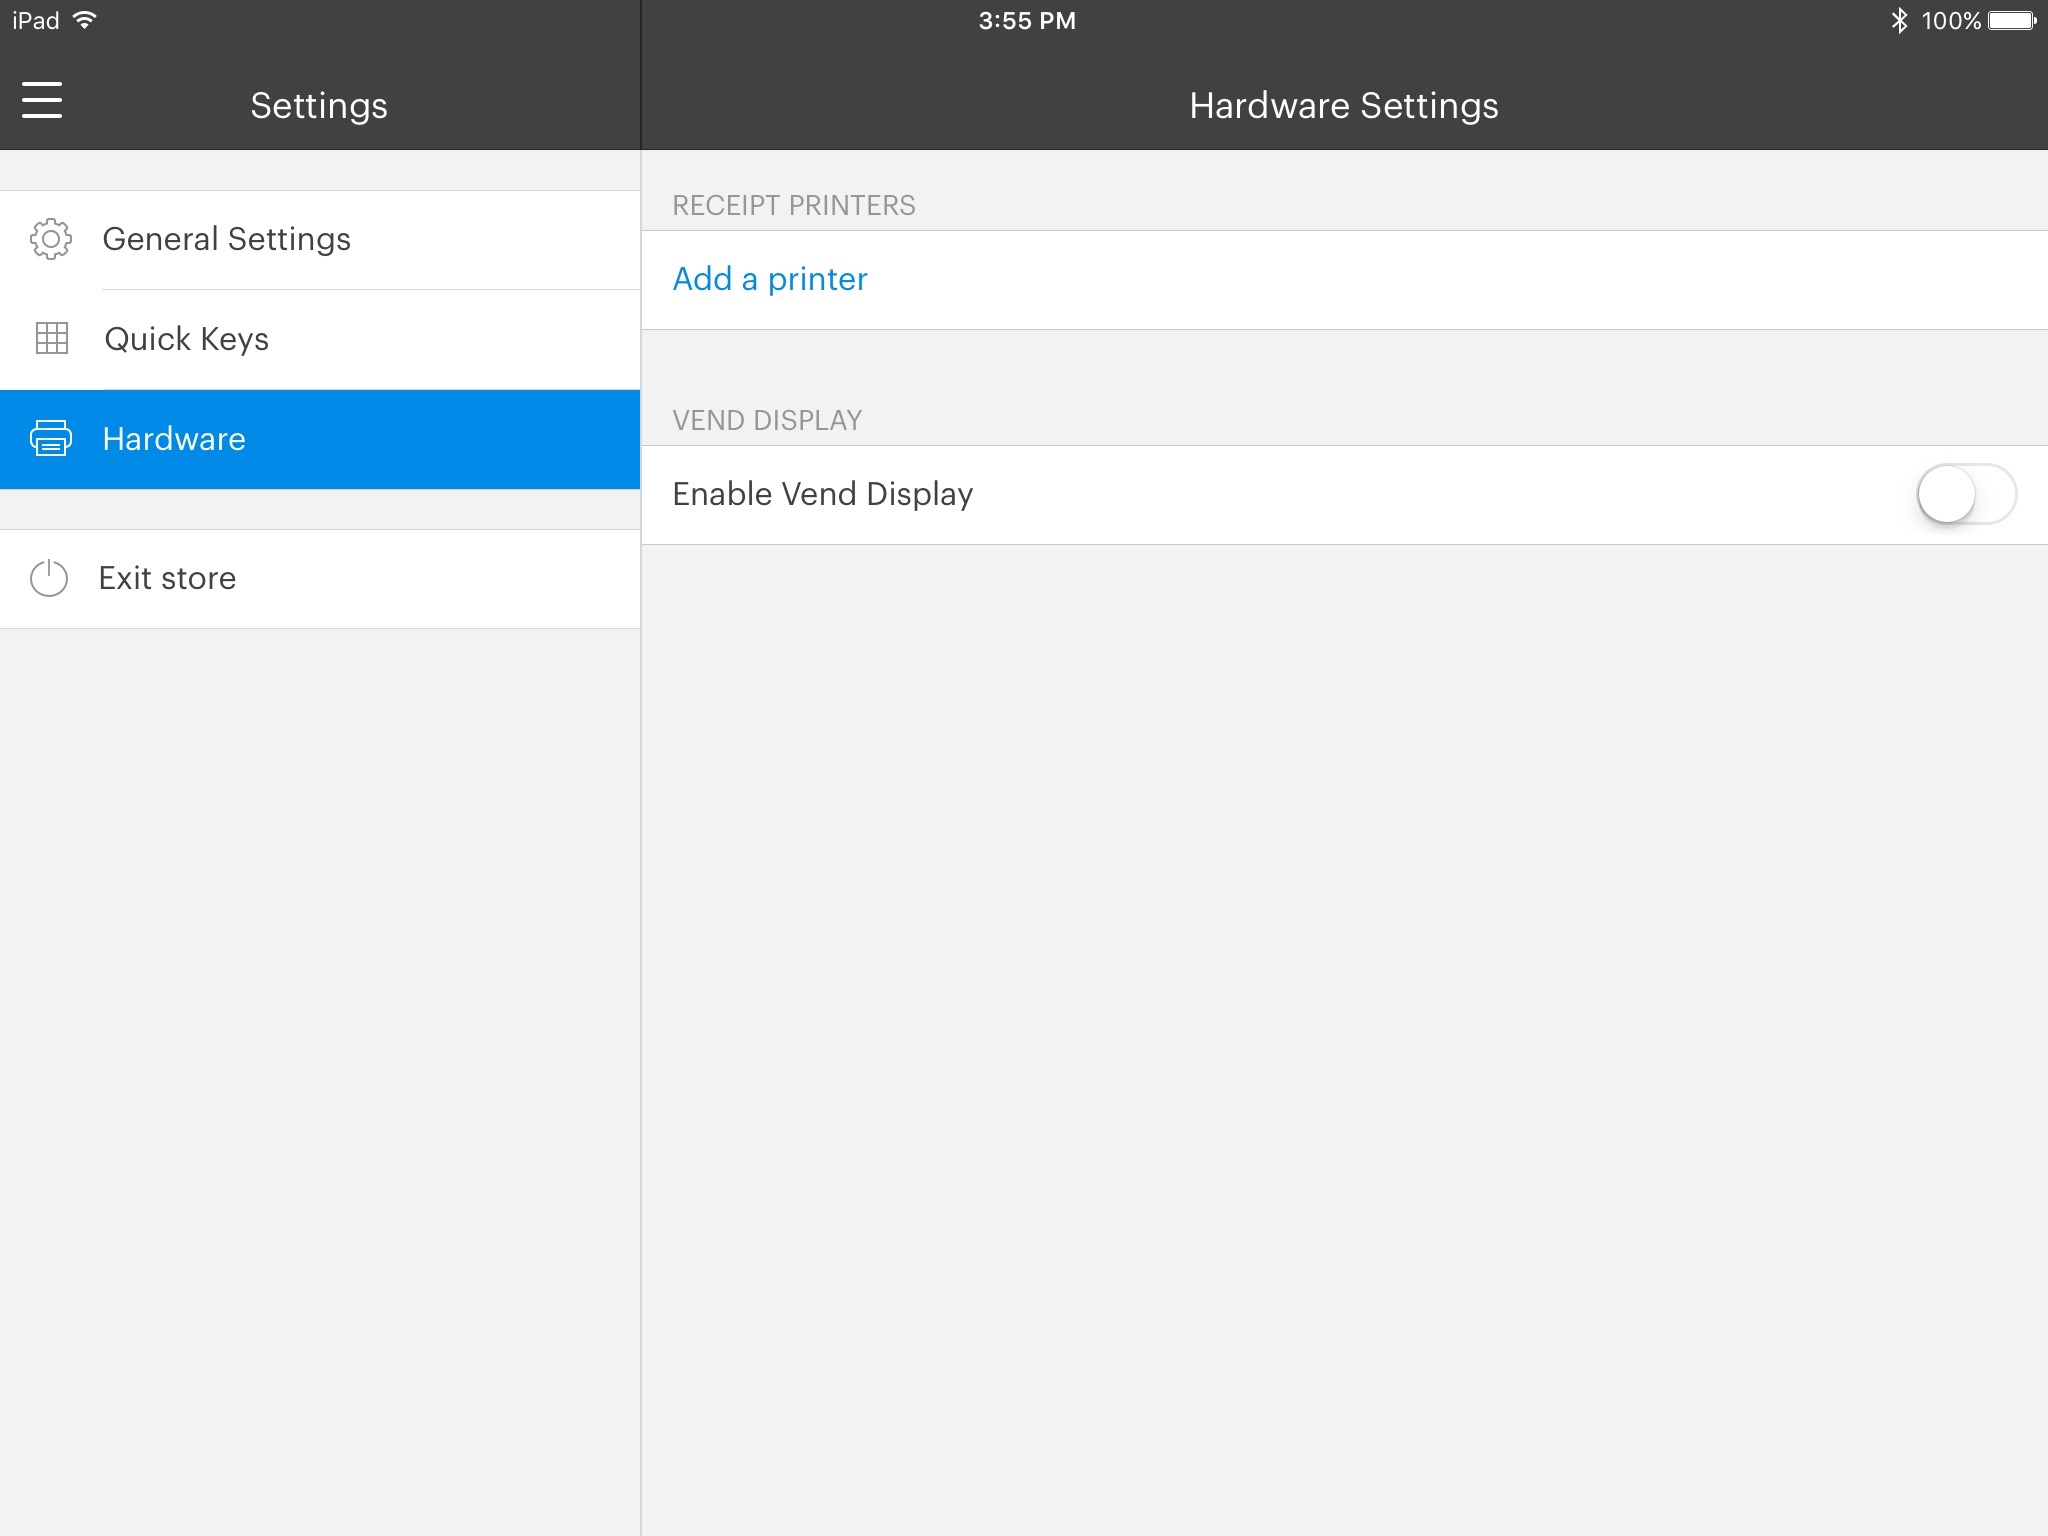 iPad
3:55 PM
100%
Settings
Hardware Settings
General Settings
Quick Keys
Hardware
Exit store
RECEIPT PRINTERS
Add a printer
VEND DISPLAY
Enable Vend Display